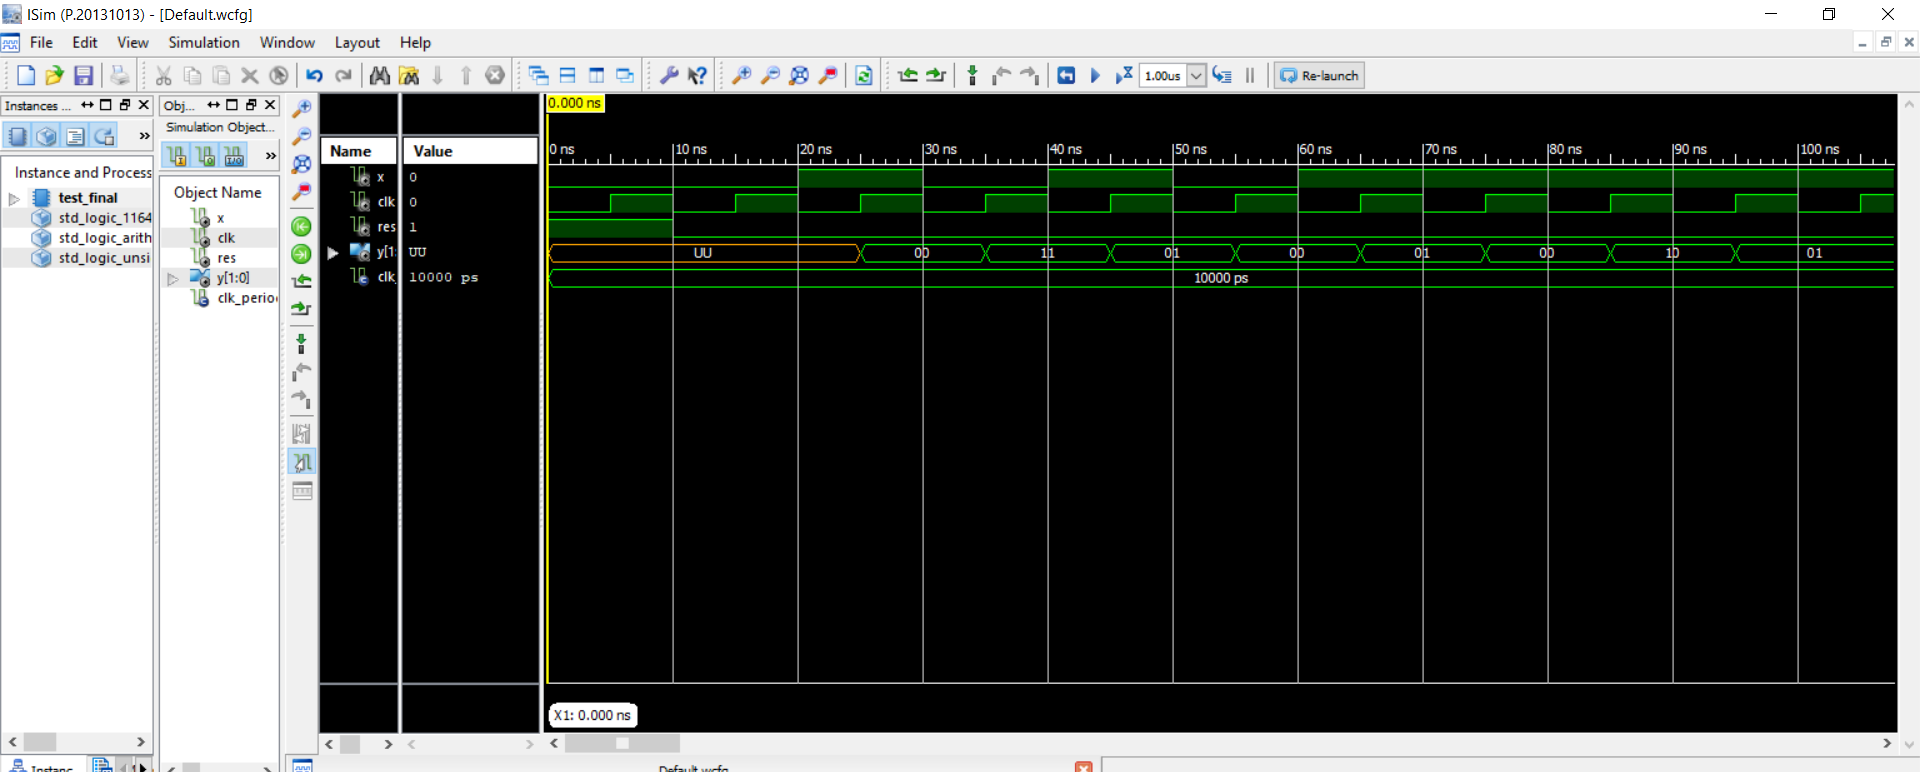 ISim (P.20131013) - [Default.wcfg]
File Edit View Simulation Window Layout Help
1.00us Re-launch
Instances ...
Obj...
Simulation Object...
Instance and Process
test_final
std_logic_1164
std_logic_arith
std_logic_unsi
Object Name
x
clk
res
y[1:0]
clk_perio
Name Value
x 0
clk 0
res 1
y[1: UU
clk_ 10000 ps
0.000 ns
0 ns 10 ns 20 ns 30 ns 40 ns 50 ns 60 ns 70 ns 80 ns 90 ns 100 ns
UU 00 11 01 00 01 00 10 01
10000 ps
X1: 0.000 ns
Instanc
Default.wcfg